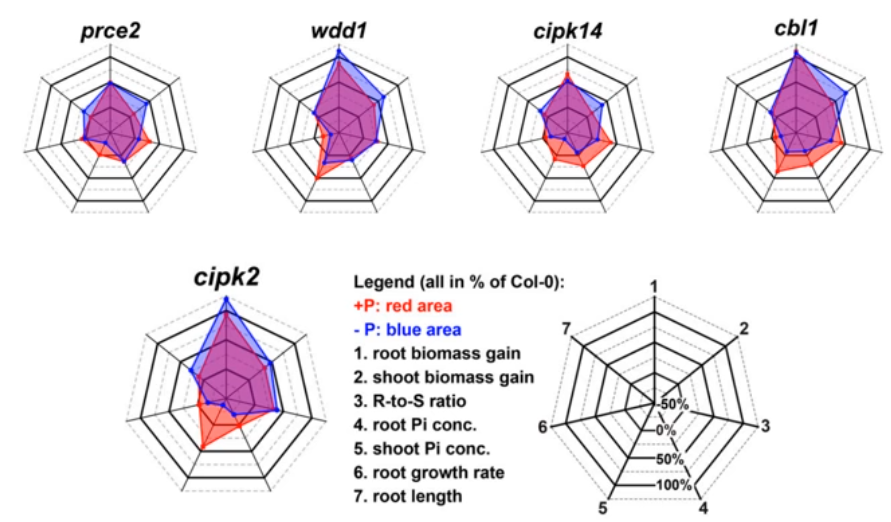 prce2
wdd1
cipk14
cbl1
cipk2
Legend (all in % of Col-0):
+P: red area
- P: blue area
1. root biomass gain
2. shoot biomass gain
3. R-to-S ratio
4. root Pi conc.
5. shoot Pi conc.
6. root growth rate
7. root length
1
7
2
-50%
6
3
0%
50%
100%
5
4